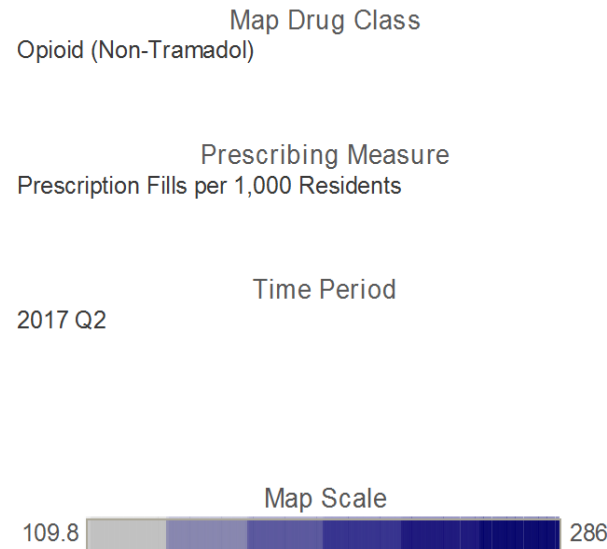 Map Drug Class
Opioid (Non-Tramadol)
Prescribing Measure
Prescription Fills per 1,000 Residents
Time Period
2017 Q2
Map Scale
109.8 286